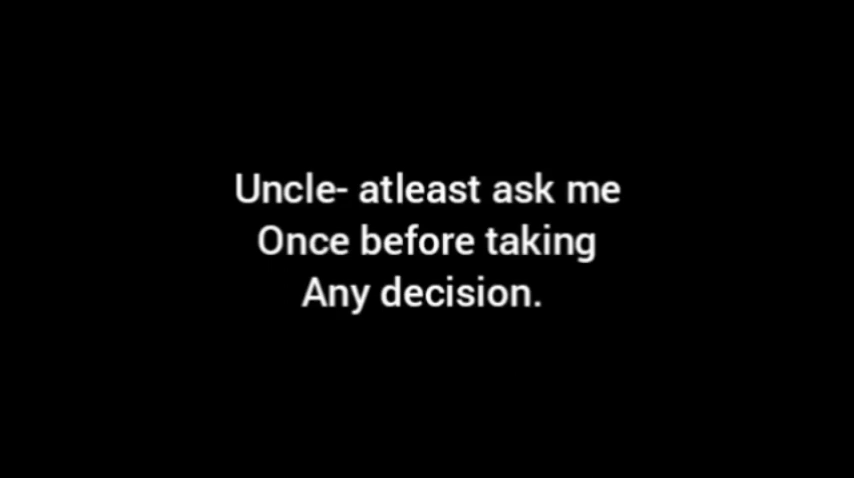 Uncle- atleast ask me
Once before taking
Any decision.